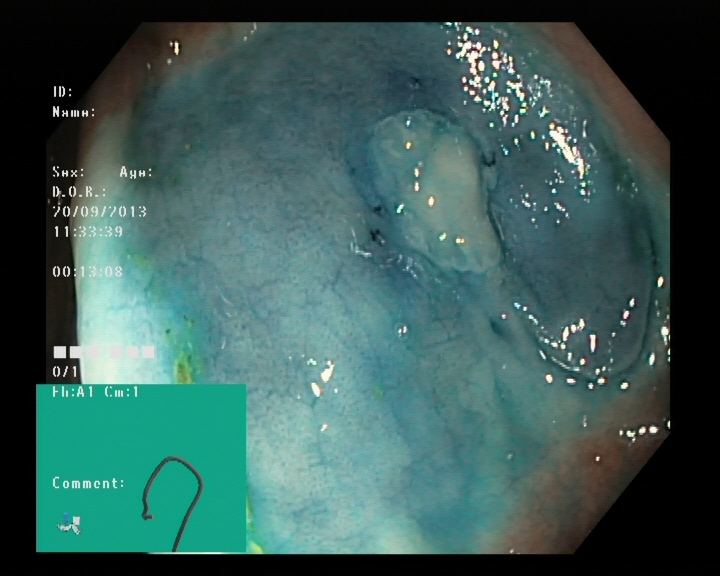 ID:
Name:
Sex: Age:
D.O.B.:
20/09/2013
11:33:39
00:13:08
0/1
Eh:A1 Cm:1
Comment: